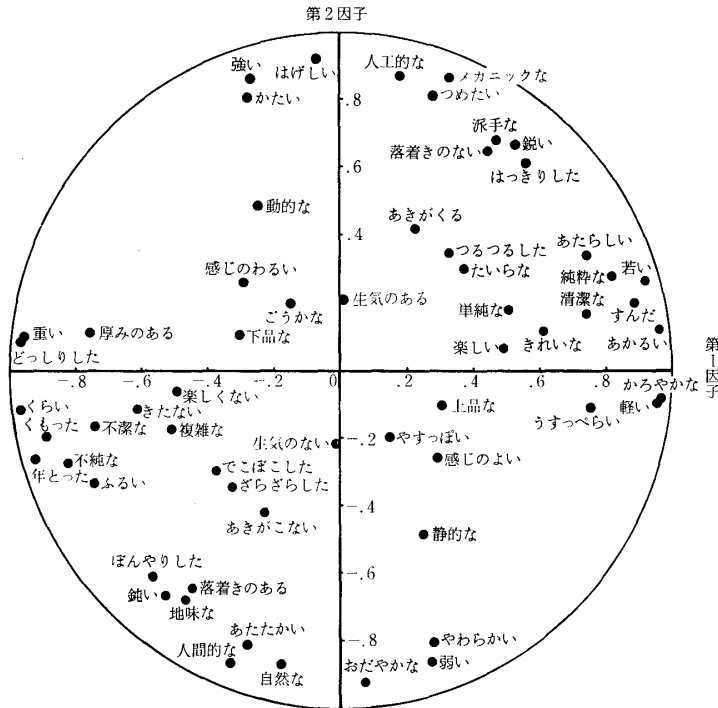 第2因子
強い
はげしい
人工的な
メカニックな
かたい
.8
つめたい
派手な
鋭い
落着きのない
.6
はっきりした
動的な
あきがくる
.4
つるつるした
あたらしい
感じのわるい
たいらな
純粋な
若い
ごうかな
生気のある
単純な
清潔な
すんだ
重い
厚みのある
下品な
楽しい
きれいな
あかるい
どっしりした
第1因子
−.8
−.6
−.4
−.2
0
.2
.4
.6
かろやかな
楽しくない
くらい
きたない
上品な
軽い
うすっぺらい
くもった
不潔な
複雑な
生気のない
−.2
やすっぽい
不純な
でこぼこした
感じのよい
年とった
ふるい
ざらざらした
−.4
あきがこない
静的な
ぼんやりした
−.6
鈍い
落着きのある
地味な
あたたかい
人間的な
−.8
やわらかい
おだやかな
弱い
自然な